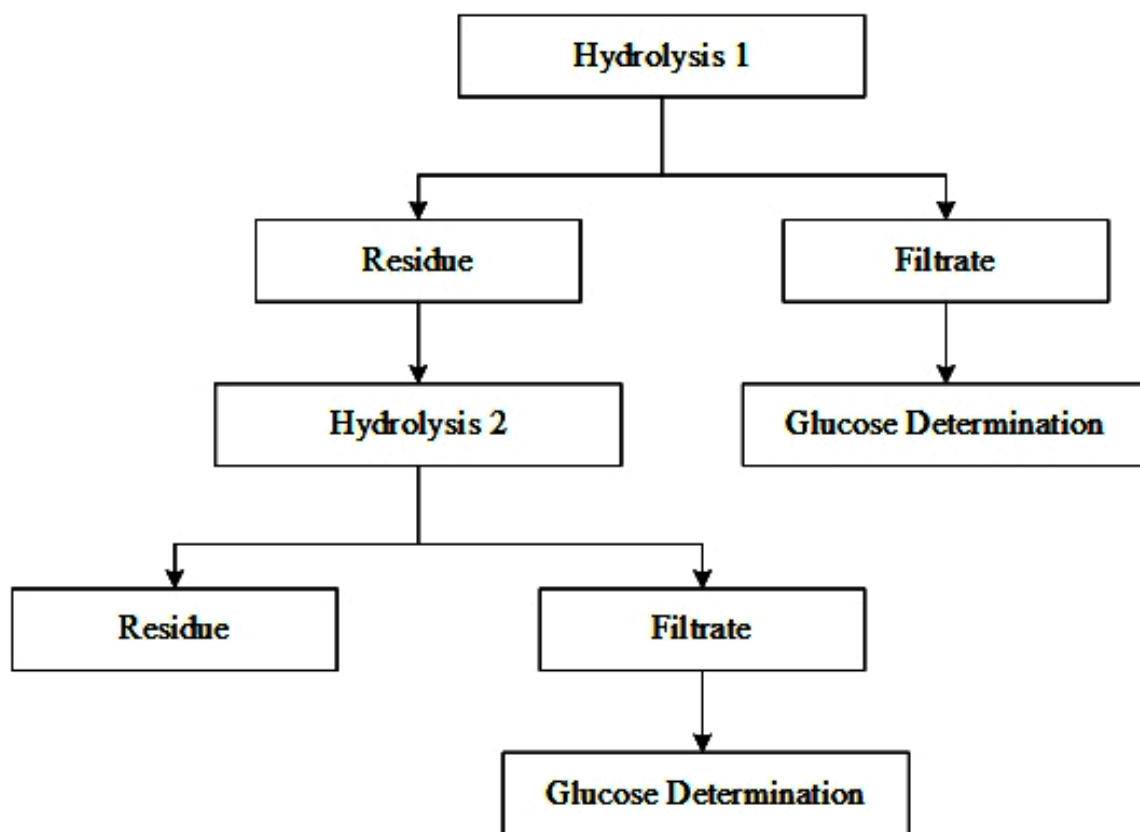 Hydrolysis 1
Residue
Filtrate
Hydrolysis 2
Glucose Determination
Residue
Filtrate
Glucose Determination